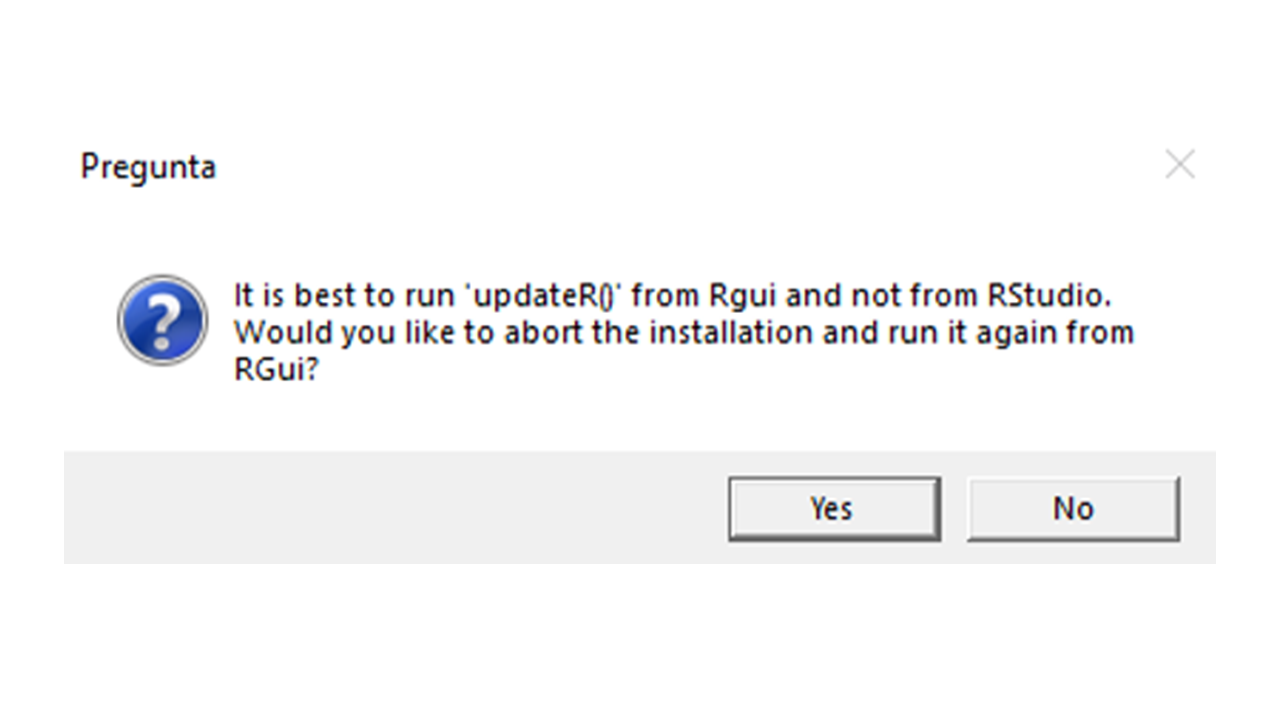 Pregunta
It is best to run 'updateR()' from Rgui and not from RStudio.
Would you like to abort the installation and run it again from
RGui?
Yes
No